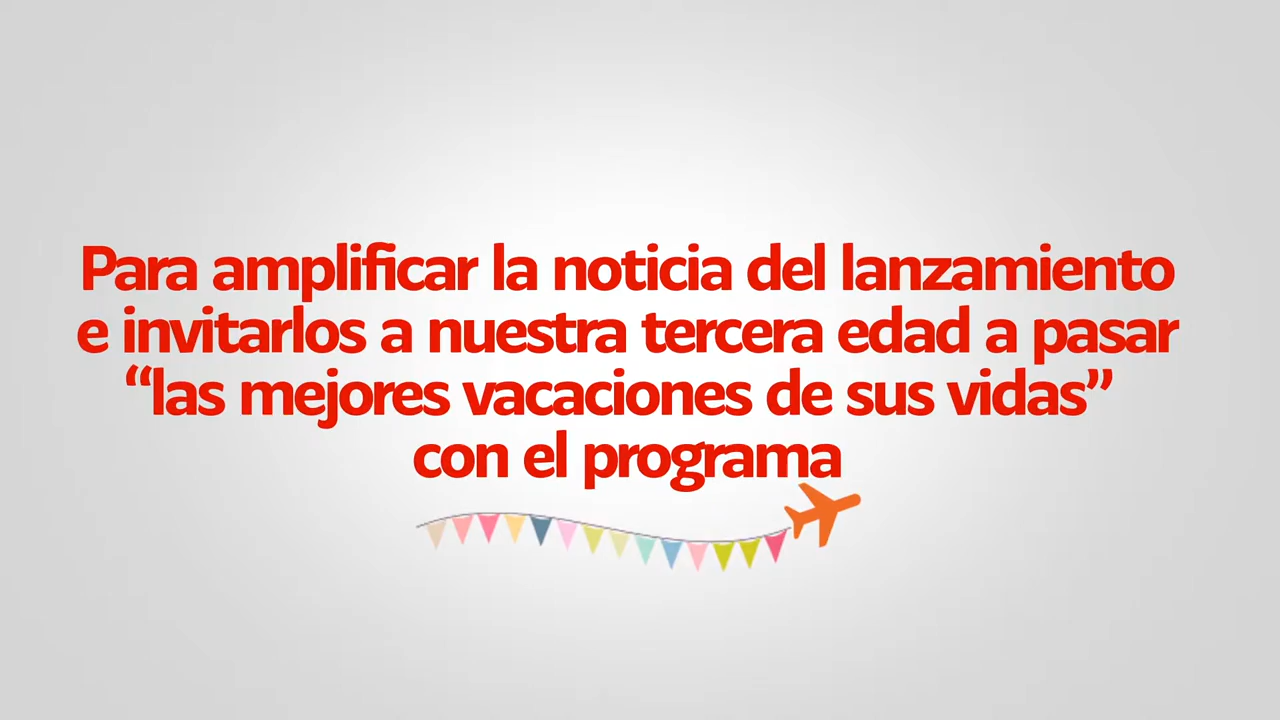 Para amplificar la noticia del lanzamiento
e invitarlos a nuestra tercera edad a pasar
“las mejores vacaciones de sus vidas”
con el programa